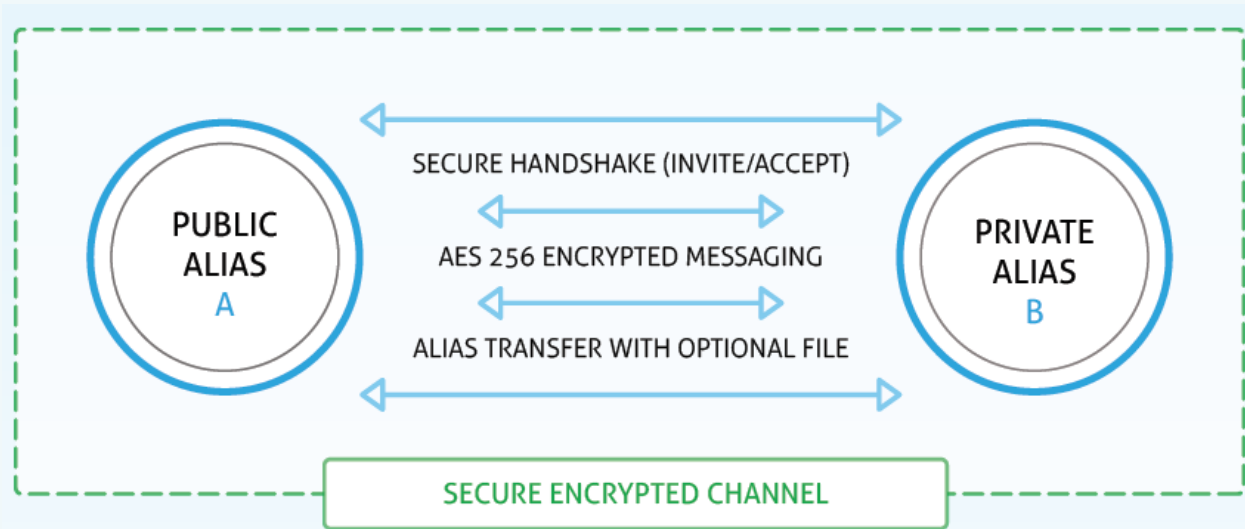 SECURE HANDSHAKE (INVITE/ACCEPT)
PUBLIC
ALIAS
A
AES 256 ENCRYPTED MESSAGING
PRIVATE
ALIAS
B
ALIAS TRANSFER WITH OPTIONAL FILE
SECURE ENCRYPTED CHANNEL